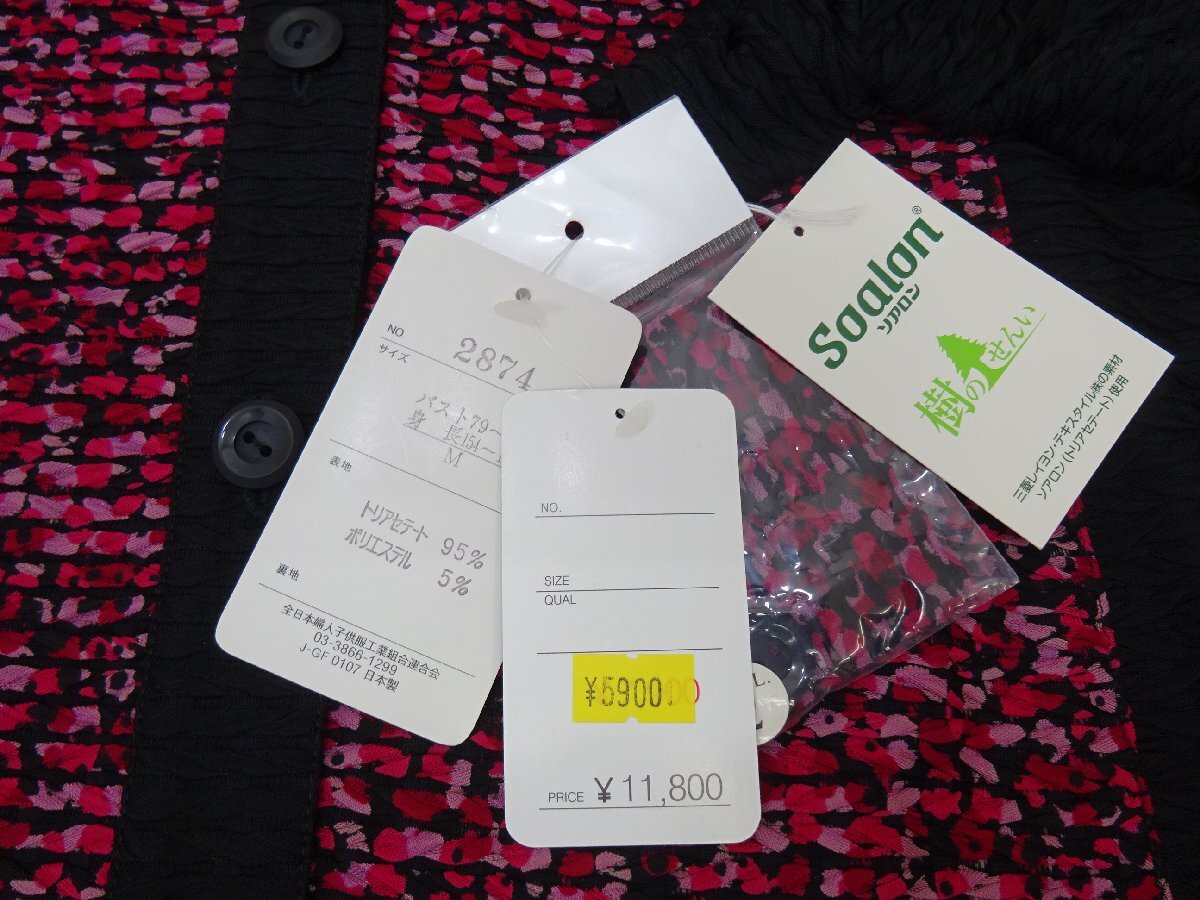 NO.
サイズ
2874
バスト79〜
身 長154〜
M
表地
トリアセテート 95%
ポリエステル 5%
裏地
全日本婦人子供服工業組合連合会
03-3866-1299
J-GF 0107 日本製
NO.
SIZE
QUAL
¥5900
PRICE ¥11,800
L.
Soalon®
ソアロン
樹のせんい
三菱レイヨン・テキスタイル㈱の素材
ソアロン(トリアセテート)使用